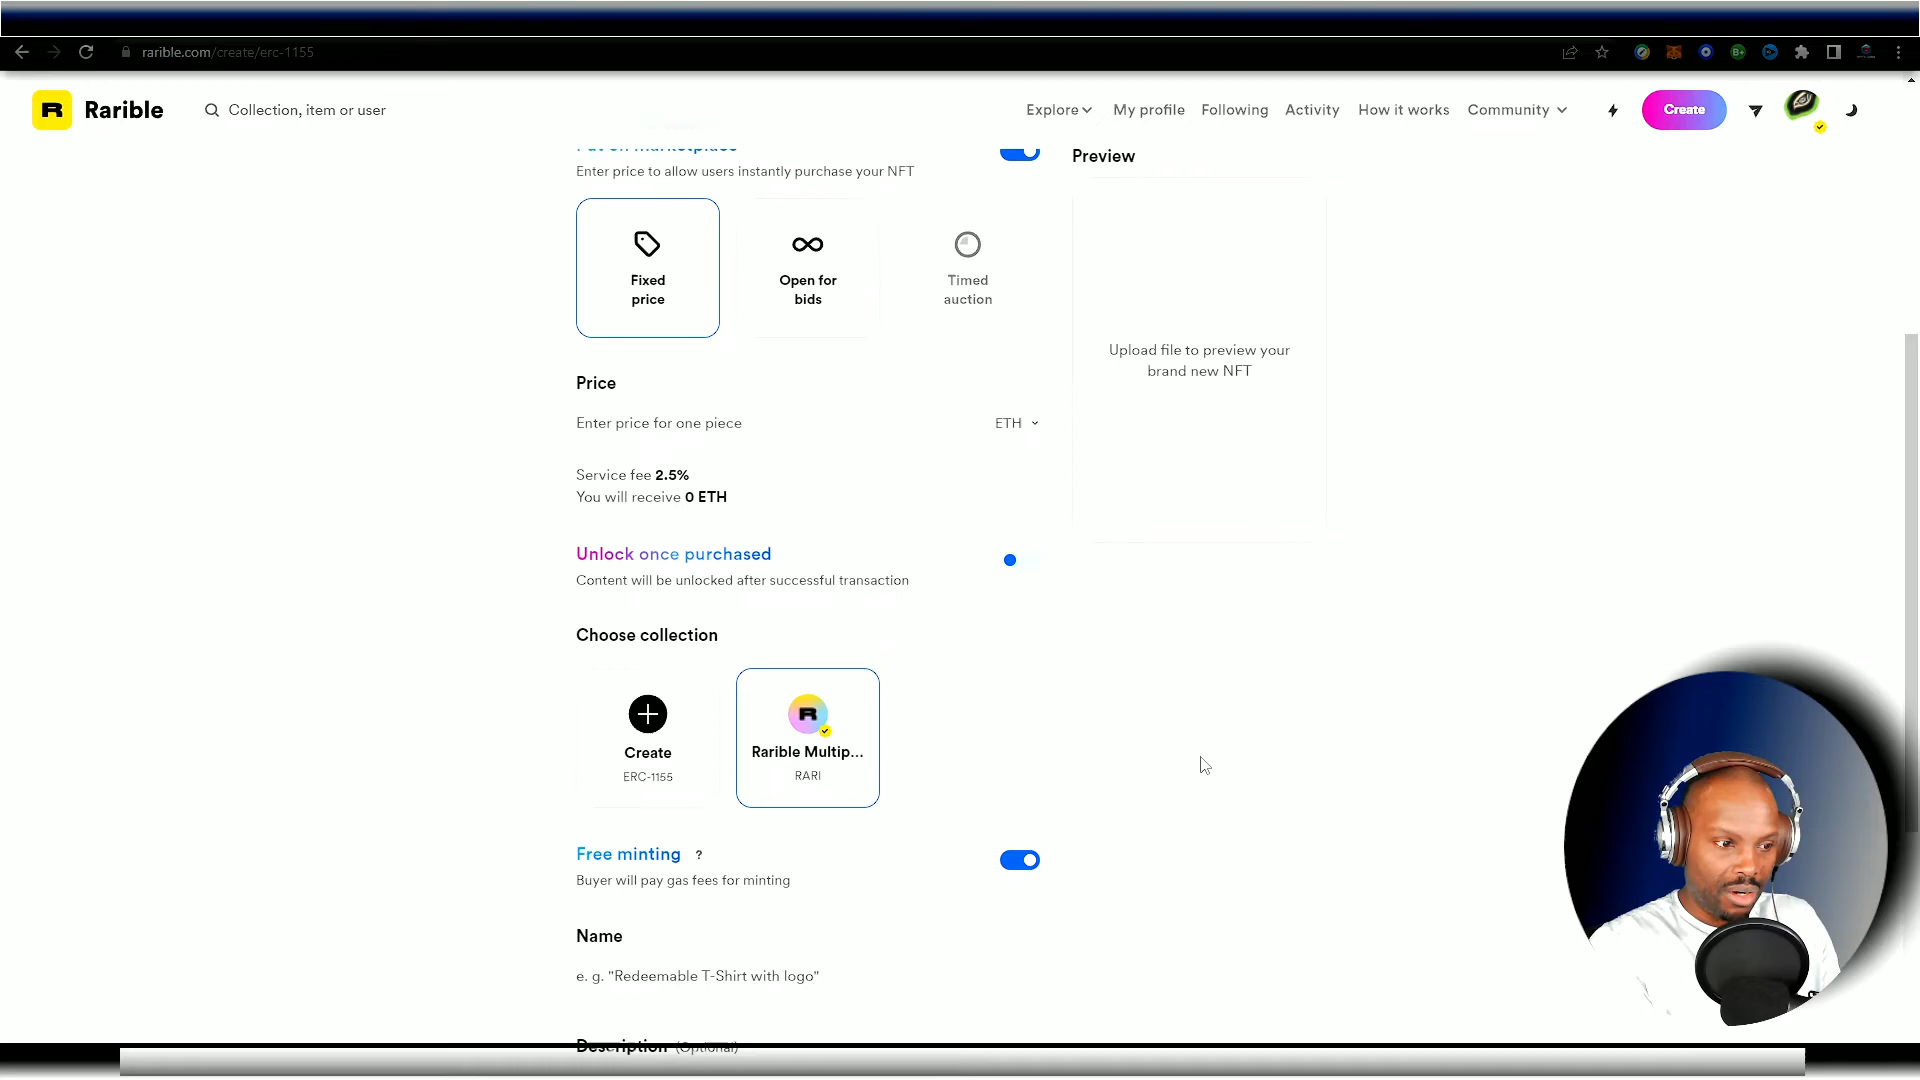 rarible.com/create/erc-1155
R Rarible
Collection, item or user
Explore
My profile
Following
Activity
How it works
Community
Create
Put on marketplace
Enter price to allow users instantly purchase your NFT
Fixed
price
Open for
bids
Timed
auction
Price
Enter price for one piece
ETH
Service fee 2.5%
You will receive 0 ETH
Unlock once purchased
Content will be unlocked after successful transaction
Choose collection
Create
ERC-1155
R
Rarible Multip...
RARI
Free minting ?
Buyer will pay gas fees for minting
Name
e. g. "Redeemable T-Shirt with logo"
Description (Optional)
Preview
Upload file to preview your
brand new NFT